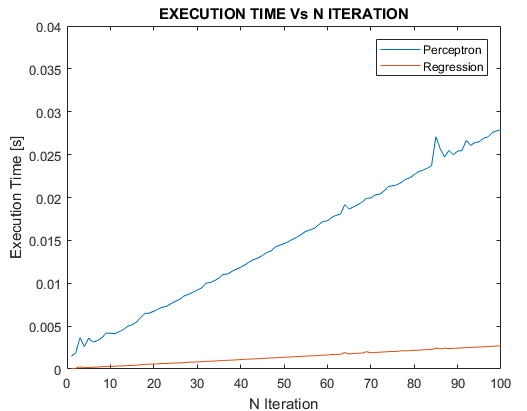 EXECUTION TIME Vs N ITERATION
0.04
0.035
0.03
0.025
0.02
0.015
0.01
0.005
0
Execution Time [s]
Perceptron
Regression
0 10 20 30 40 50 60 70 80 90 100
N Iteration